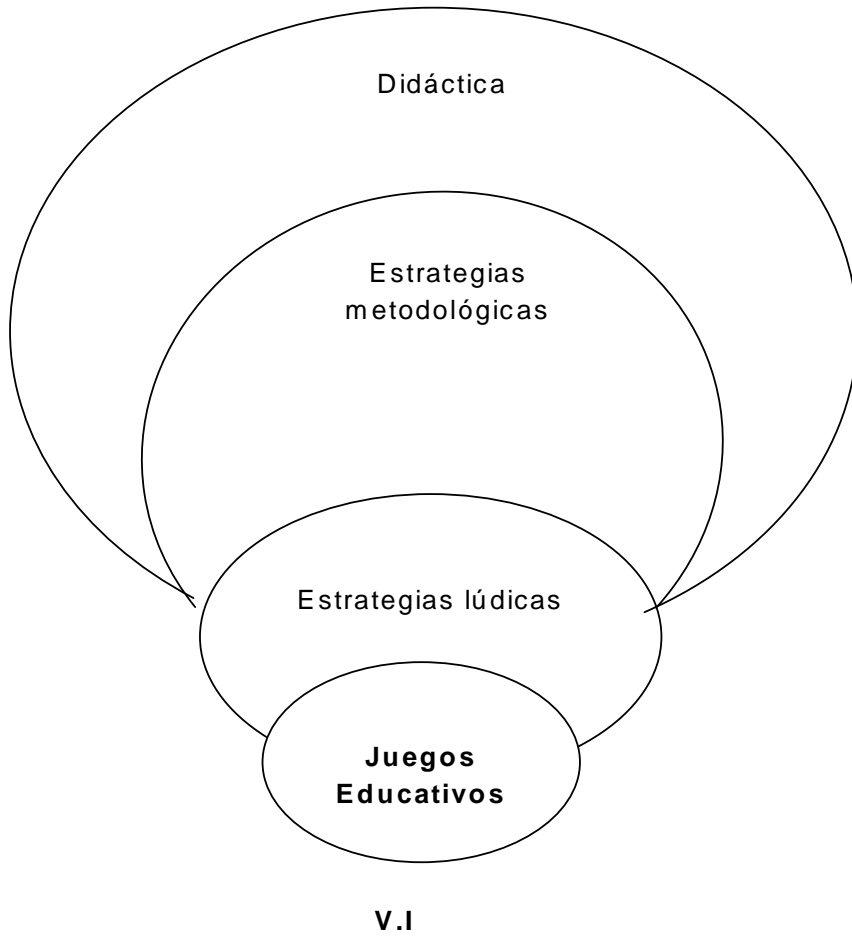 Didáctica
Estrategias
metodológicas
Estrategias lúdicas
Juegos
Educativos
V.I